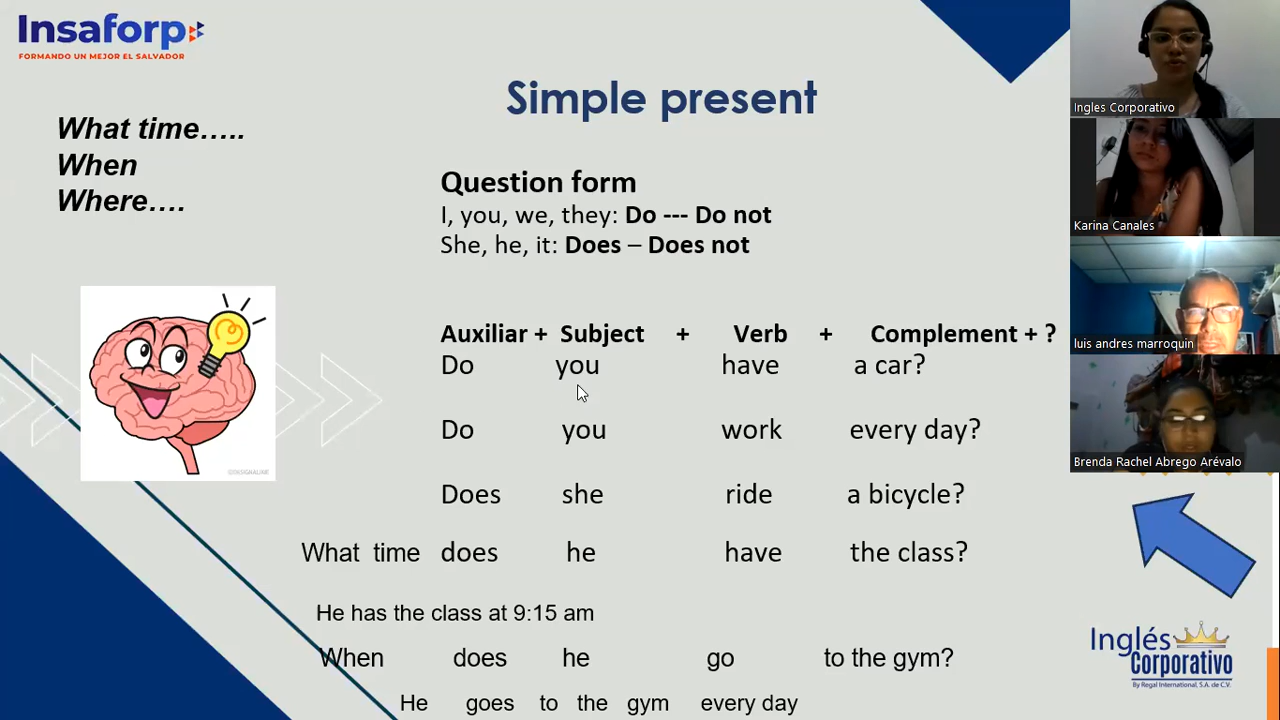 Insaforp
FORMANDO UN MEJOR EL SALVADOR
Simple present
What time…..
When
Where….
Question form
I, you, we, they: Do --- Do not
She, he, it: Does – Does not
Auxiliar + Subject + Verb + Complement + ?
Do you have a car?
Do you work every day?
Does she ride a bicycle?
What time does he have the class?
He has the class at 9:15 am
When does he go to the gym?
He goes to the gym every day
Ingles Corporativo
Karina Canales
luis andres marroquin
Brenda Rachel Abrego Arévalo
Inglés
Corporativo
By Regal International, S.A. de C.V.